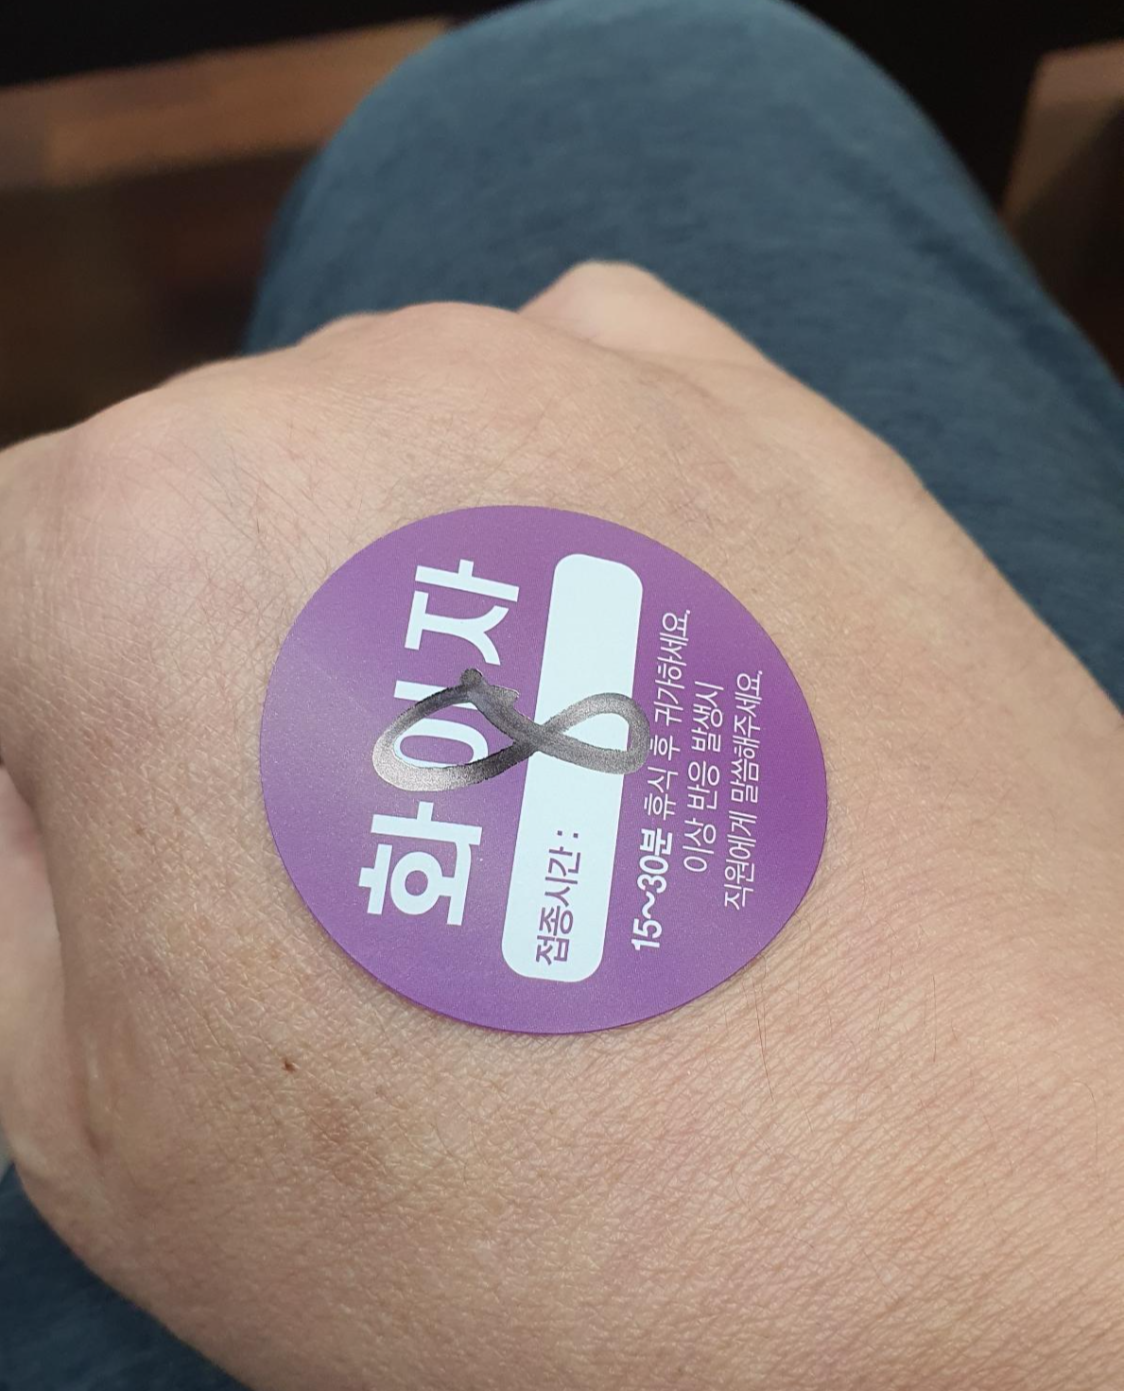 화이자
8
접종시간 :
15~30분 휴식 후 귀가하세요.
이상 반응 발생시
직원에게 말씀해주세요.